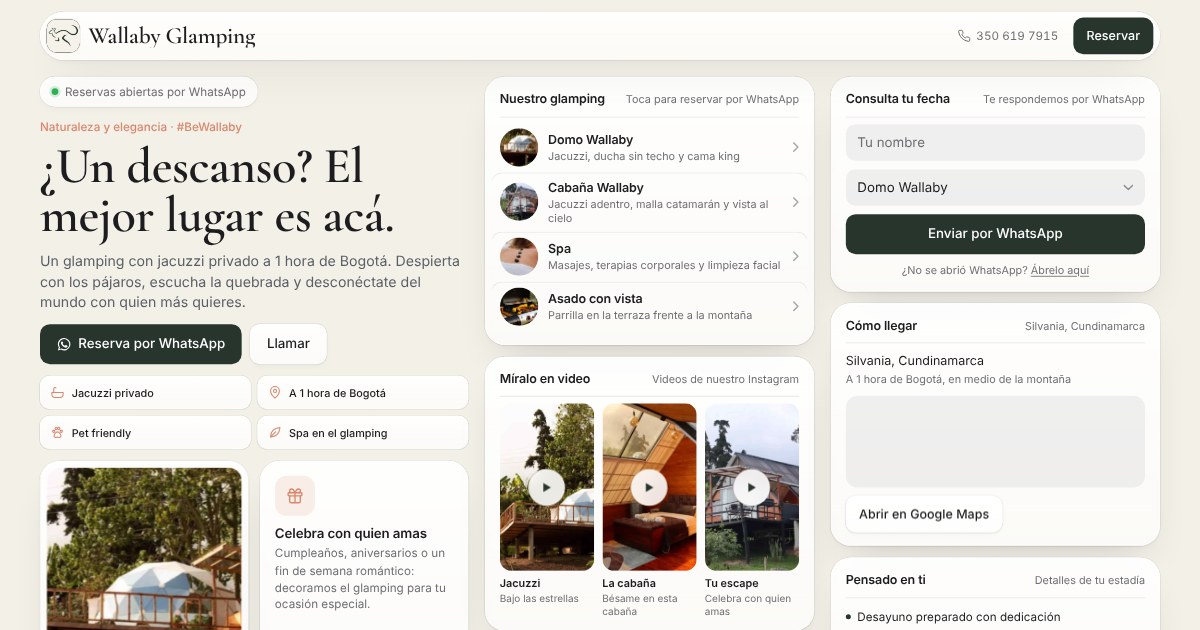 Wallaby Glamping
350 619 7915
Reservar
Reservas abiertas por WhatsApp
Naturaleza y elegancia · #BeWallaby
¿Un descanso? El
mejor lugar es acá.
Un glamping con jacuzzi privado a 1 hora de Bogotá. Despierta
con los pájaros, escucha la quebrada y desconéctate del
mundo con quien más quieres.
Reserva por WhatsApp
Llamar
Jacuzzi privado
A 1 hora de Bogotá
Pet friendly
Spa en el glamping
Celebra con quien amas
Cumpleaños, aniversarios o un
fin de semana romántico:
decoramos el glamping para tu
ocasión especial.
Nuestro glamping
Toca para reservar por WhatsApp
Domo Wallaby
Jacuzzi, ducha sin techo y cama king
Cabaña Wallaby
Jacuzzi adentro, malla catamarán y vista al
cielo
Spa
Masajes, terapias corporales y limpieza facial
Asado con vista
Parrilla en la terraza frente a la montaña
Míralo en video
Videos de nuestro Instagram
Jacuzzi
Bajo las estrellas
La cabaña
Bésame en esta
cabaña
Tu escape
Celebra con quien
amas
Consulta tu fecha
Te respondemos por WhatsApp
Tu nombre
Domo Wallaby
Enviar por WhatsApp
¿No se abrió WhatsApp? Ábrelo aquí
Cómo llegar
Silvania, Cundinamarca
Silvania, Cundinamarca
A 1 hora de Bogotá, en medio de la montaña
Abrir en Google Maps
Pensado en ti
Detalles de tu estadía
Desayuno preparado con dedicación